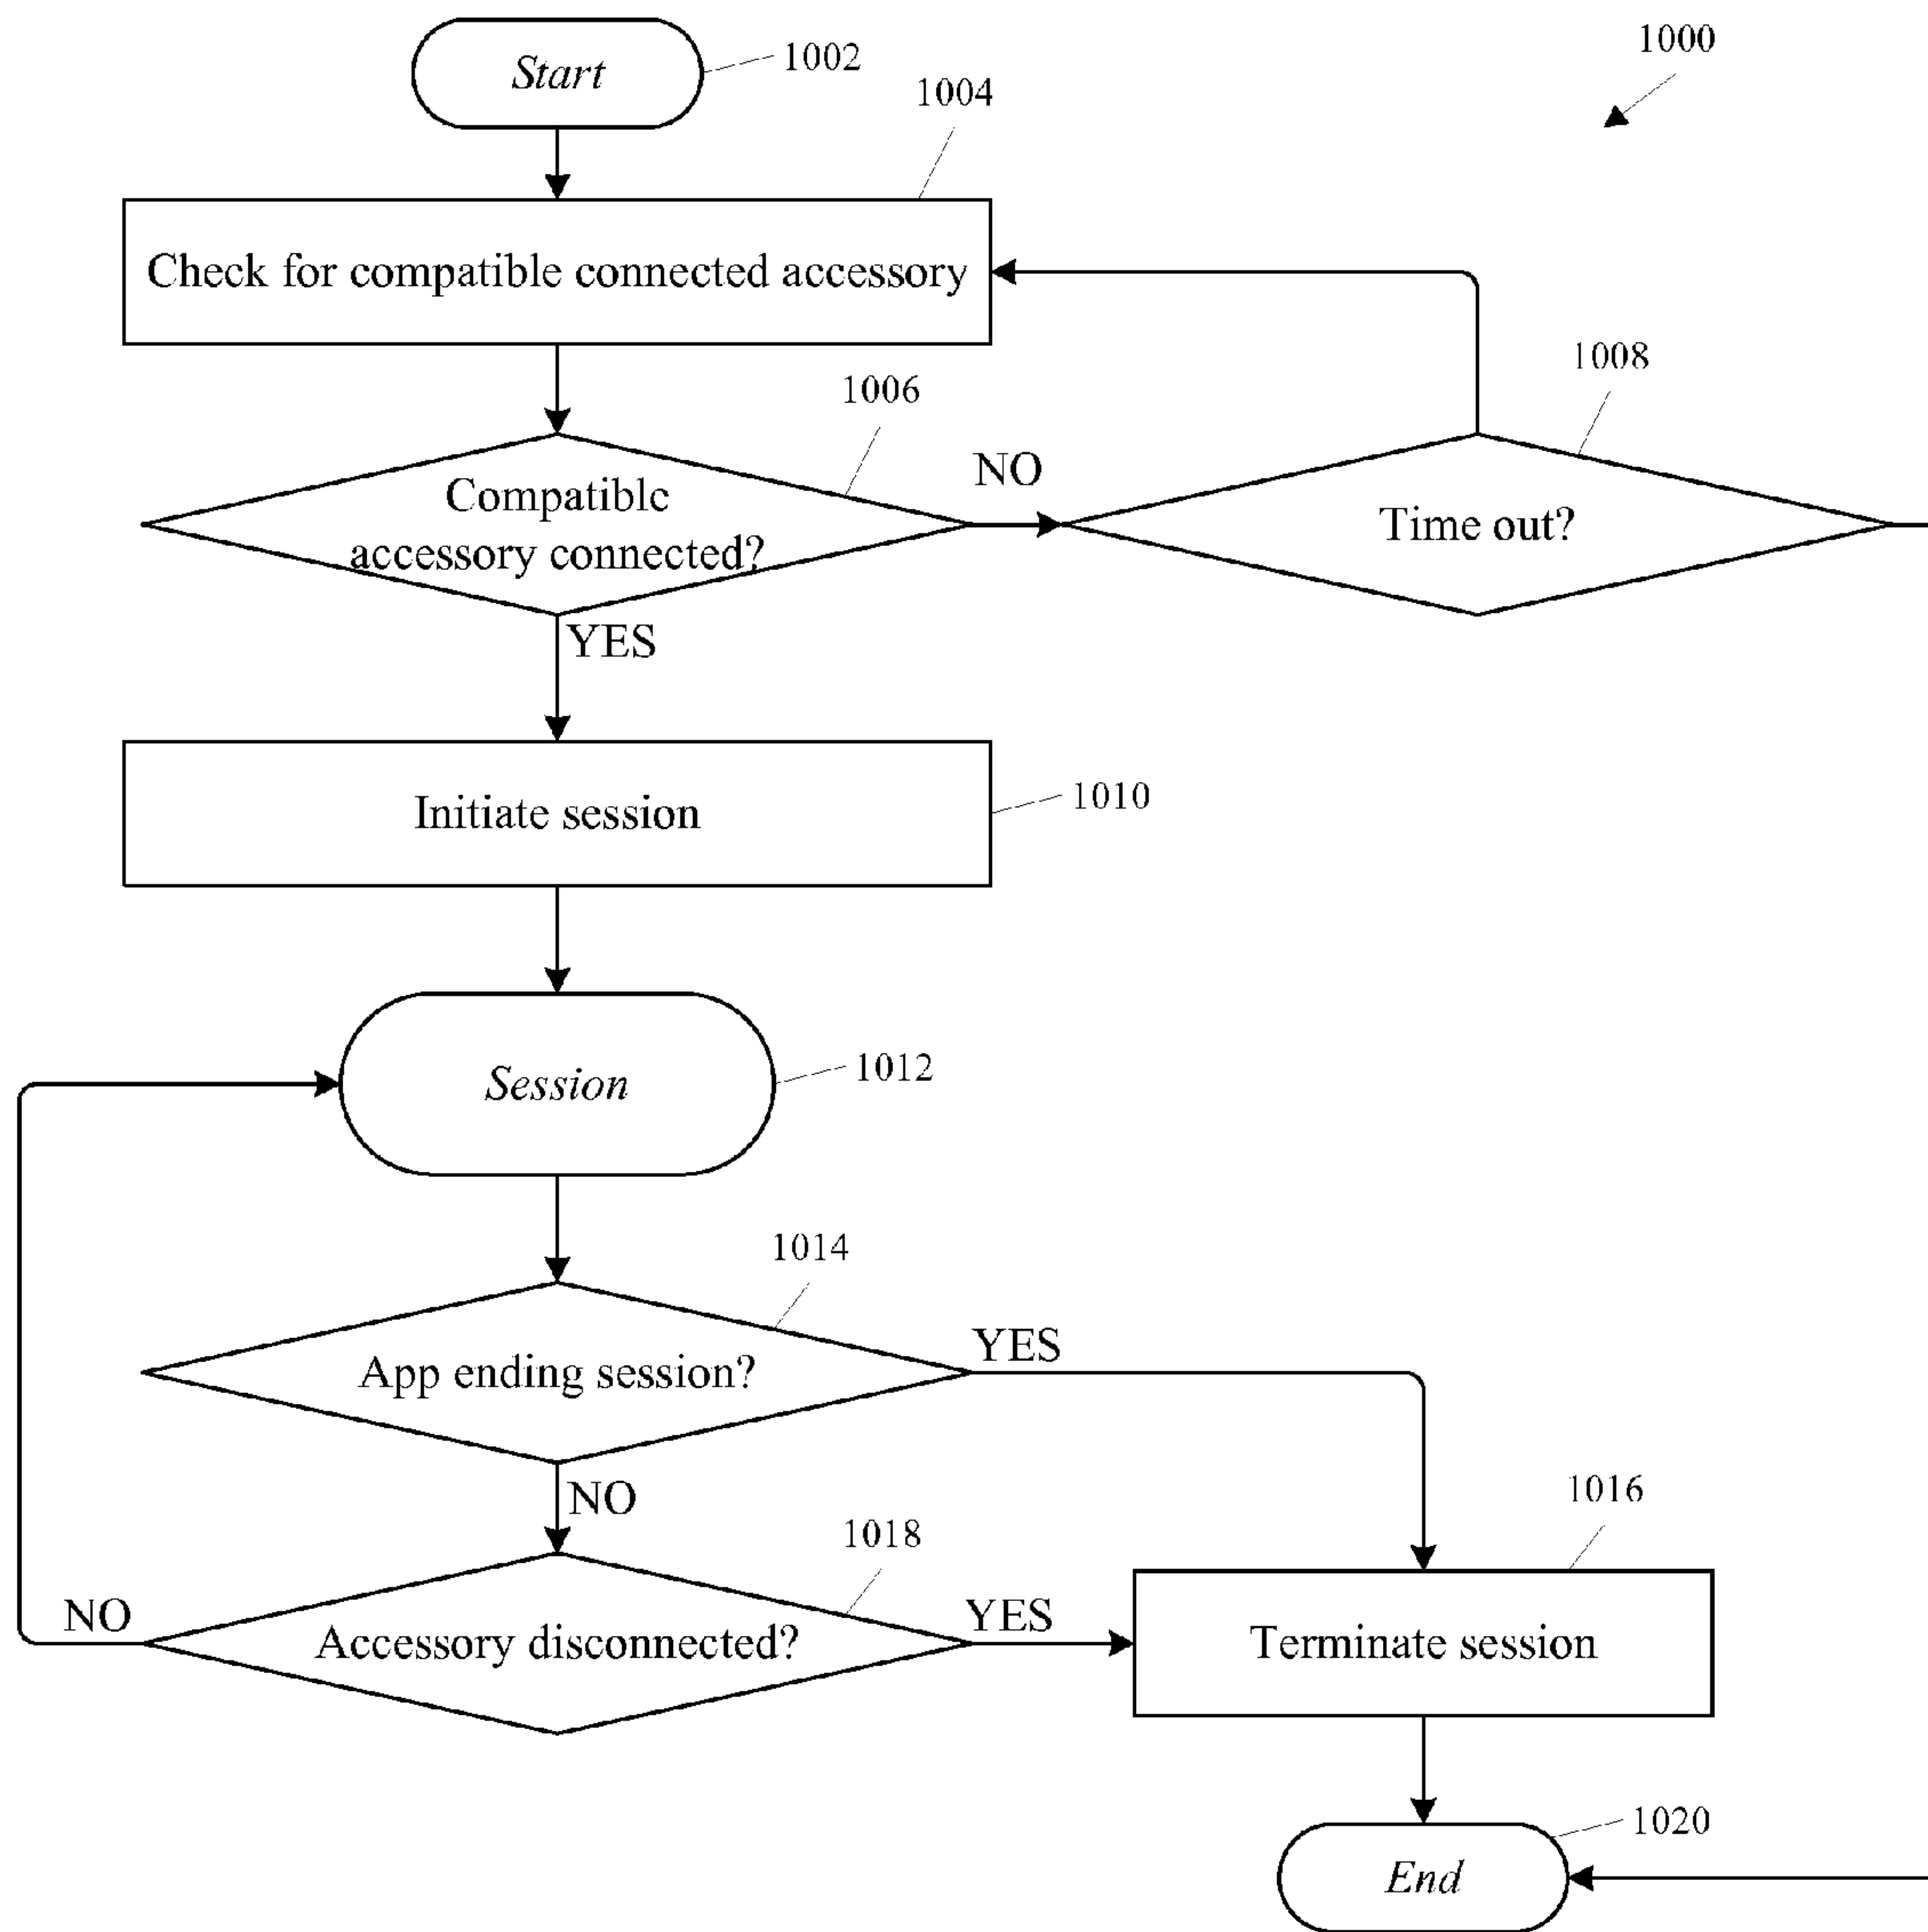 Start
1002
1000
1004
Check for compatible connected accessory
1006
1008
NO
Compatible
accessory connected?
Time out?
YES
Initiate session
1010
Session
1012
1014
YES
App ending session?
NO
1016
1018
NO
YES
Accessory disconnected?
Terminate session
1020
End